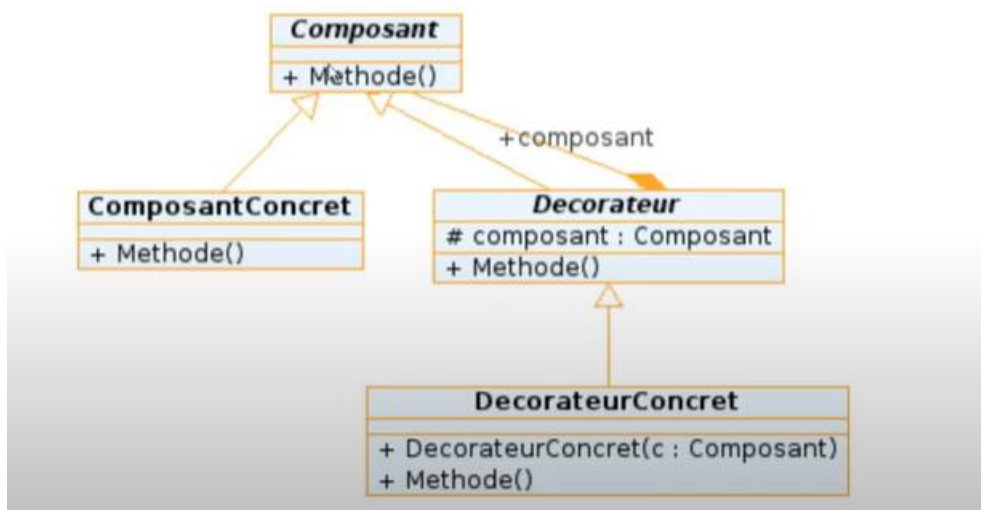 Composant
+ Methode()
+composant
ComposantConcret
+ Methode()
Decorateur
# composant : Composant
+ Methode()
DecorateurConcret
+ DecorateurConcret(c : Composant)
+ Methode()